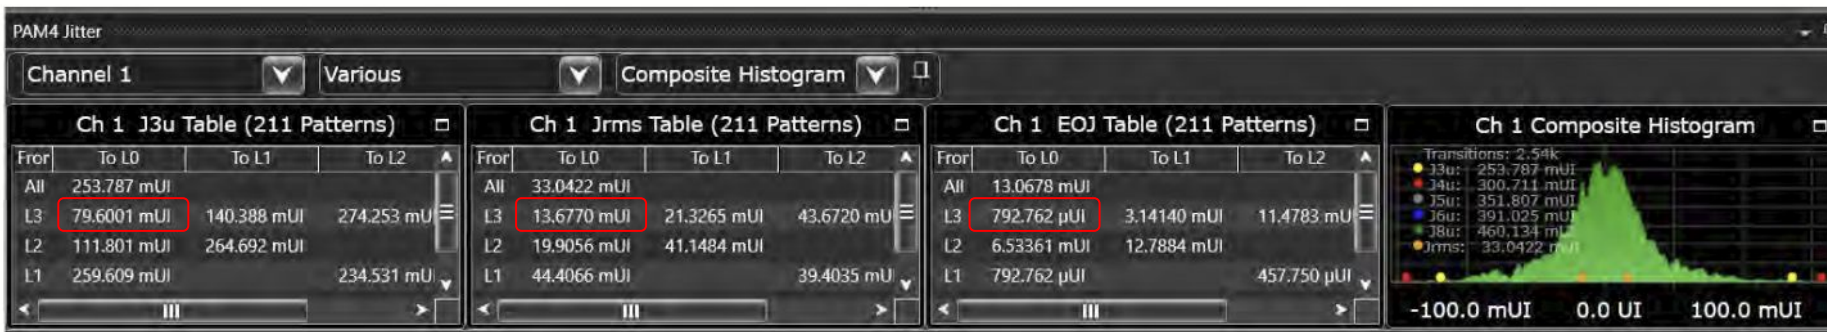 PAM4 Jitter
Channel 1 Various Composite Histogram
Ch 1 J3u Table (211 Patterns)
Fror To L0 To L1 To L2
All 253.787 mUI
L3 79.6001 mUI 140.388 mUI 274.253 mU
L2 111.801 mUI 264.692 mUI
L1 259.609 mUI 234.531 mU
Ch 1 Jrms Table (211 Patterns)
Fror To L0 To L1 To L2
All 33.0422 mUI
L3 13.6770 mUI 21.3265 mUI 43.6720 mU
L2 19.9056 mUI 41.1484 mUI
L1 44.4066 mUI 39.4035 mU
Ch 1 EOJ Table (211 Patterns)
Fror To L0 To L1 To L2
All 13.0678 mUI
L3 792.762 µUI 3.14140 mUI 11.4783 mU
L2 6.53361 mUI 12.7884 mUI
L1 792.762 µUI 457.750 µUI
Ch 1 Composite Histogram
Transitions: 2.54k
J3u: 253.787 mUI
J4u: 300.711 mUI
J5u: 351.807 mUI
J6u: 391.025 mUI
J8u: 460.134 mUI
Jrms: 33.0422 mUI
-100.0 mUI 0.0 UI 100.0 mUI